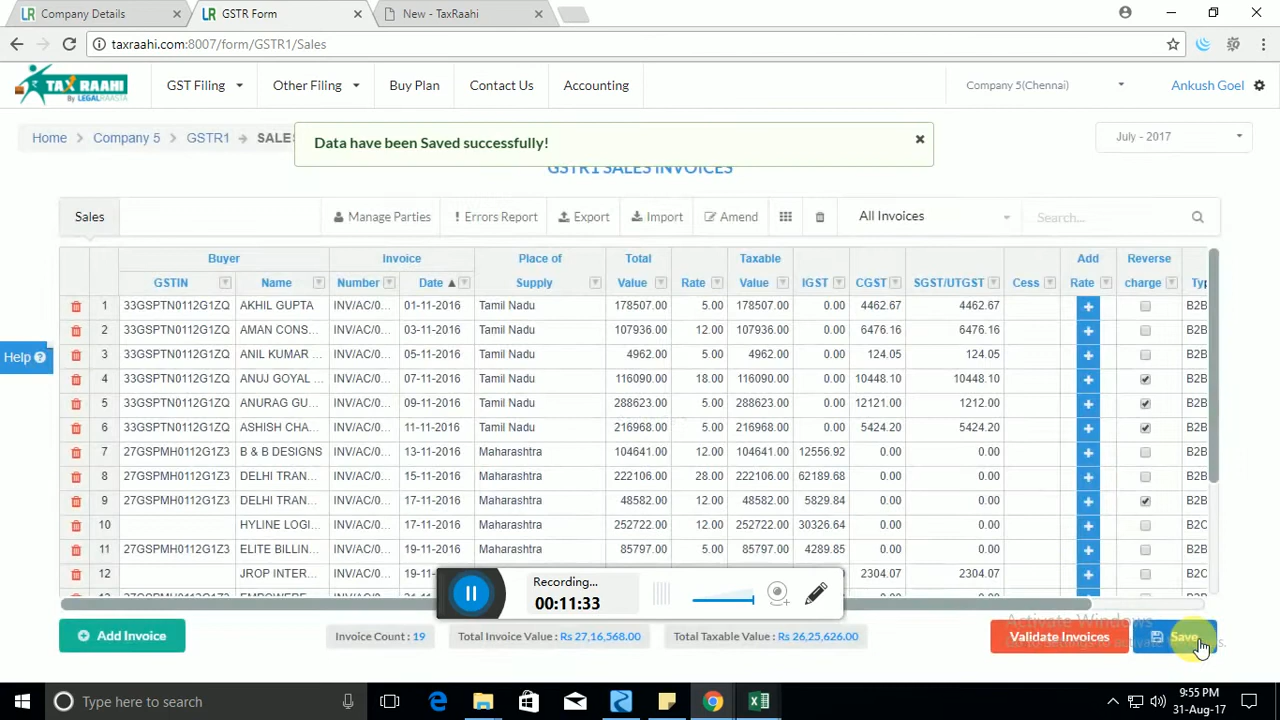 Company Details
GSTR Form
New - TaxRaahi
taxraahi.com:8007/form/GSTR1/Sales
TAX RAAHI
By LEGALRAASTA
GST Filing
Other Filing
Buy Plan
Contact Us
Accounting
Company 5(Chennai)
Ankush Goel
Home > Company 5 > GSTR1 → SALES
Data have been Saved successfully!
July - 2017
GSTR1 SALES INVOICES
Sales
Manage Parties
! Errors Report
Export
Import
Amend
All Invoices
Search...
Buyer Invoice Place of Total Taxable Add Reverse
GSTIN Name Number Date Supply Value Rate Value IGST CGST SGST/UTGST Cess Rate charge Typ
1 33GSPTN0112G1ZQ AKHIL GUPTA INV/AC/0... 01-11-2016 Tamil Nadu 178507.00 5.00 178507.00 0.00 4462.67 4462.67 B2B
2 33GSPTN0112G1ZQ AMAN CONS... INV/AC/0... 03-11-2016 Tamil Nadu 107936.00 12.00 107936.00 0.00 6476.16 6476.16 B2B
3 33GSPTN0112G1ZQ ANIL KUMAR INV/AC/0... 05-11-2016 Tamil Nadu 4962.00 5.00 4962.00 0.00 124.05 124.05 B2B
4 33GSPTN0112G1ZQ ANUJ GOYAL ... INV/AC/0... 07-11-2016 Tamil Nadu 116090.00 18.00 116090.00 0.00 10448.10 10448.10 B2B
5 33GSPTN0112G1ZQ ANURAG GU... INV/AC/0... 09-11-2016 Tamil Nadu 288623.00 5.00 288623.00 0.00 12121.00 1212.00 B2B
6 33GSPTN0112G1ZQ ASHISH CHA... INV/AC/0... 11-11-2016 Tamil Nadu 216968.00 5.00 216968.00 0.00 5424.20 5424.20 B2B
7 27GSPMH0112G1Z3 B & B DESIGNS INV/AC/0... 13-11-2016 Maharashtra 104641.00 12.00 104641.00 12556.92 0.00 0.00 B2B
8 27GSPMH0112G1Z3 DELHI TRAN... INV/AC/0... 15-11-2016 Maharashtra 222106.00 28.00 222106.00 62189.68 0.00 0.00 B2B
9 27GSPMH0112G1Z3 DELHI TRAN... INV/AC/0... 17-11-2016 Maharashtra 48582.00 12.00 48582.00 5829.84 0.00 0.00 B2B
10 HYLINE LOGI... INV/AC/0... 17-11-2016 Maharashtra 252722.00 12.00 252722.00 30326.64 0.00 0.00 B2C
11 27GSPMH0112G1Z3 ELITE BILLIN... INV/AC/0... 19-11-2016 Maharashtra 85797.00 5.00 85797.00 4289.85 0.00 0.00 B2B
12 JROP INTER... INV/AC/0... 19-11 2304.07 2304.07 B2C
Help
Recording...
00:11:33
Add Invoice
Invoice Count : 19
Total Invoice Value : Rs 27,16,568.00
Total Taxable Value : Rs 26,25,626.00
Validate Invoices
Save
Activate Windows
Go to Settings to activate Windows.
Type here to search
9:55 PM
31-Aug-17